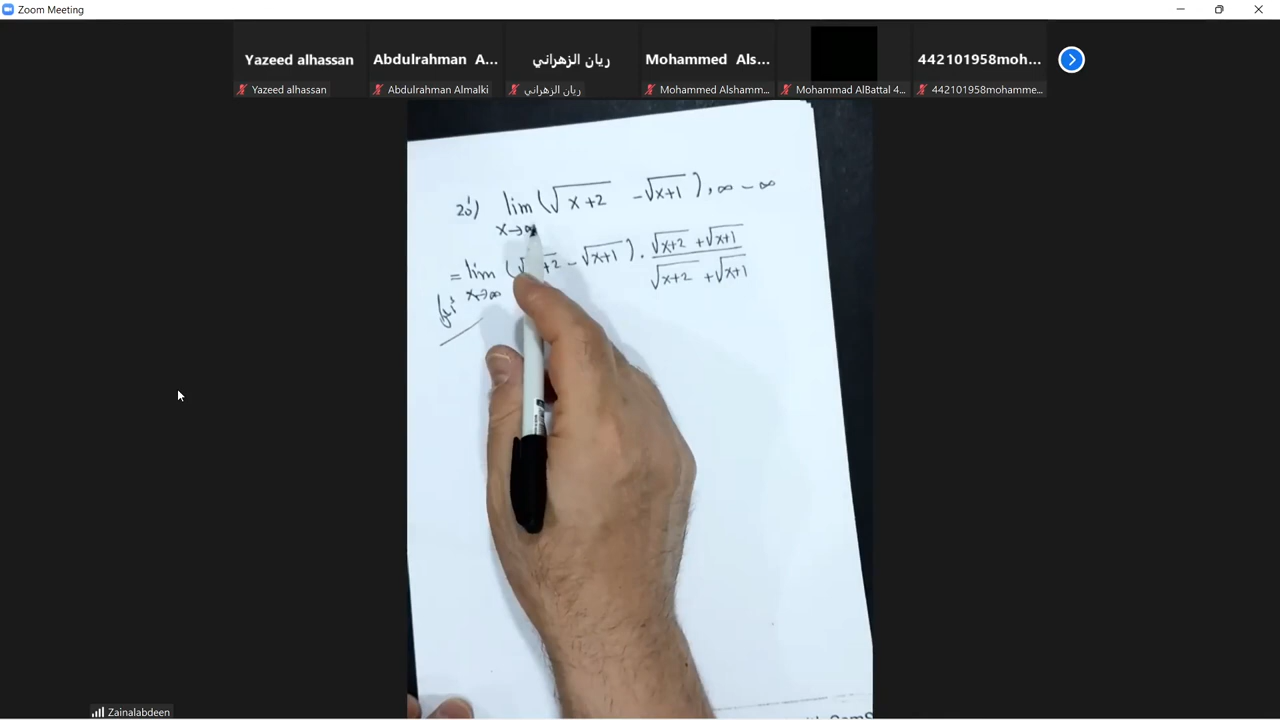 Zoom Meeting
Yazeed alhassan
Abdulrahman A...
ريان الزهراني
Mohammed Als...
442101958moh...
Yazeed alhassan
Abdulrahman Almalki
ريان الزهراني
Mohammed Alshamm...
Mohammad AlBattal 4...
442101958mohamme...
20) lim x→∞ (√x+2 -√x+1), ∞ - ∞
= lim x→∞ (√x+2 - √x+1) . √x+2 +√x+1 / √x+2 +√x+1
Zainalabdeen